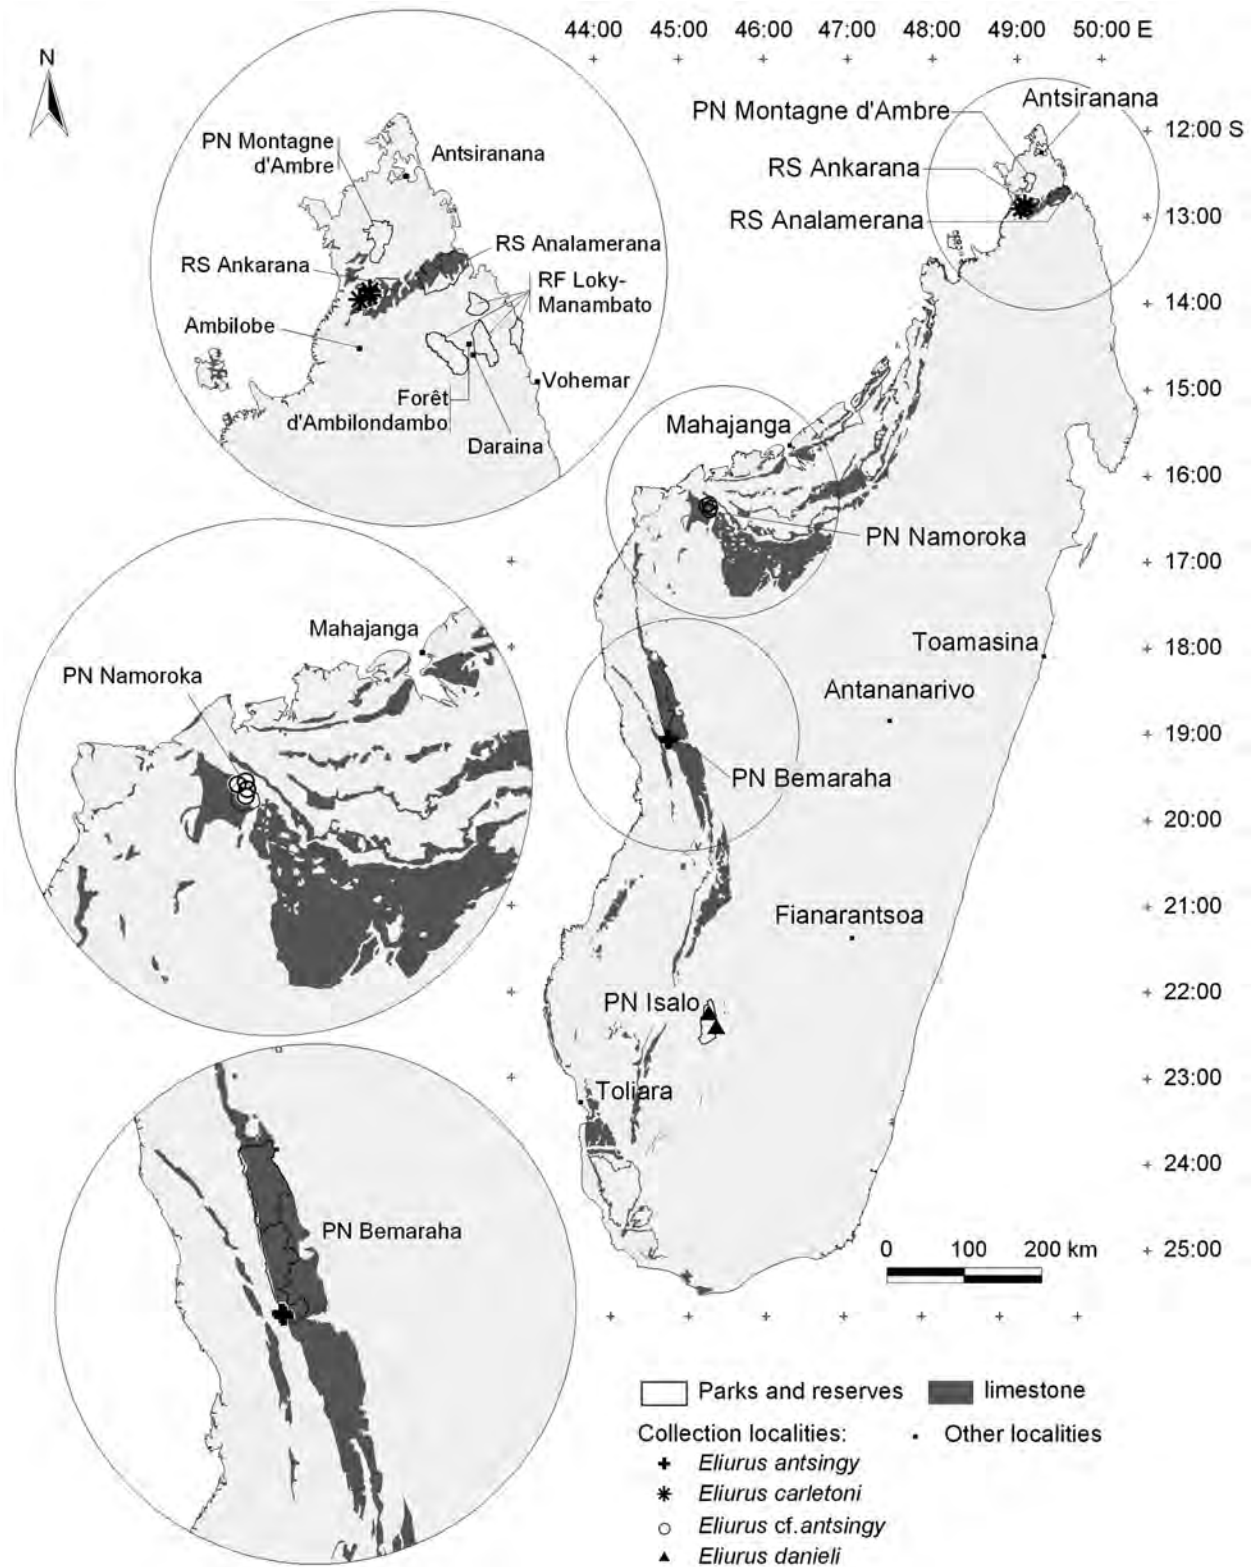 44:00 45:00 46:00 47:00 48:00 49:00 50:00 E
N
PN Montagne d'Ambre
Antsiranana
12:00 S
RS Ankarana
13:00
RS Analamerana
14:00
15:00
Mahajanga
16:00
PN Namoroka
17:00
Toamasina
18:00
Antananarivo
19:00
PN Bemaraha
20:00
Fianarantsoa
21:00
PN Isalo
22:00
Toliara
23:00
24:00
25:00
0 100 200 km
PN Montagne
d'Ambre
Antsiranana
RS Analamerana
RS Ankarana
RF Loky-
Manambato
Ambilobe
Vohemar
Forêt
d'Ambilondambo
Daraina
Mahajanga
PN Namoroka
PN Bemaraha
Parks and reserves
limestone
Collection localities:
Other localities
Eliurus antsingy
Eliurus carletoni
Eliurus cf.antsingy
Eliurus danieli